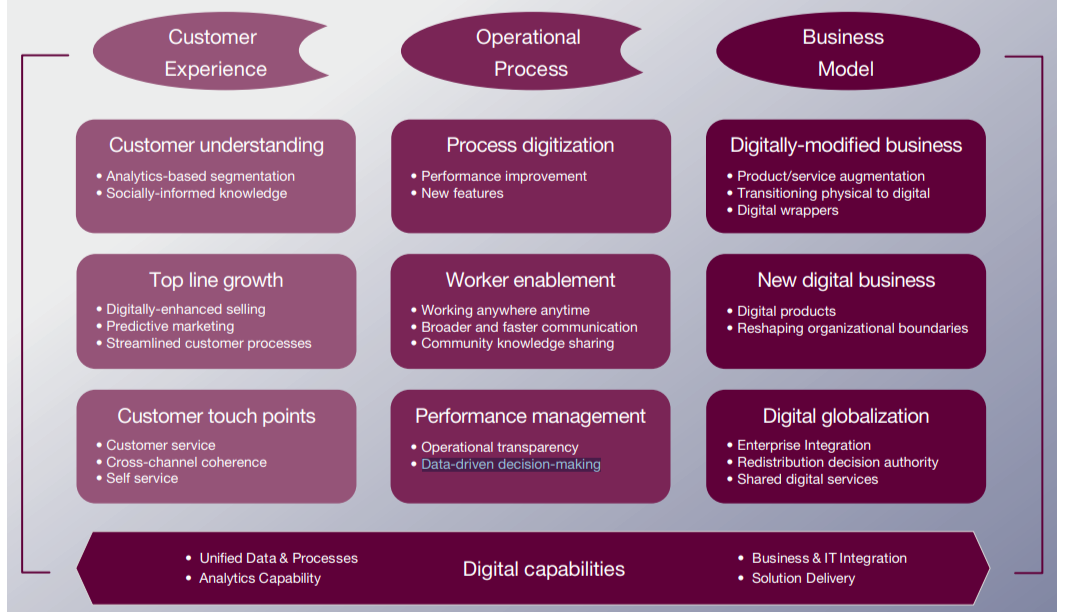 Customer
Experience
Operational
Process
Business
Model
Customer understanding
• Analytics-based segmentation
• Socially-informed knowledge
Process digitization
• Performance improvement
• New features
Digitally-modified business
• Product/service augmentation
• Transitioning physical to digital
• Digital wrappers
Top line growth
• Digitally-enhanced selling
• Predictive marketing
• Streamlined customer processes
Worker enablement
• Working anywhere anytime
• Broader and faster communication
• Community knowledge sharing
New digital business
• Digital products
• Reshaping organizational boundaries
Customer touch points
• Customer service
• Cross-channel coherence
• Self service
Performance management
• Operational transparency
• Data-driven decision-making
Digital globalization
• Enterprise Integration
• Redistribution decision authority
• Shared digital services
• Unified Data & Processes
• Analytics Capability
Digital capabilities
• Business & IT Integration
• Solution Delivery